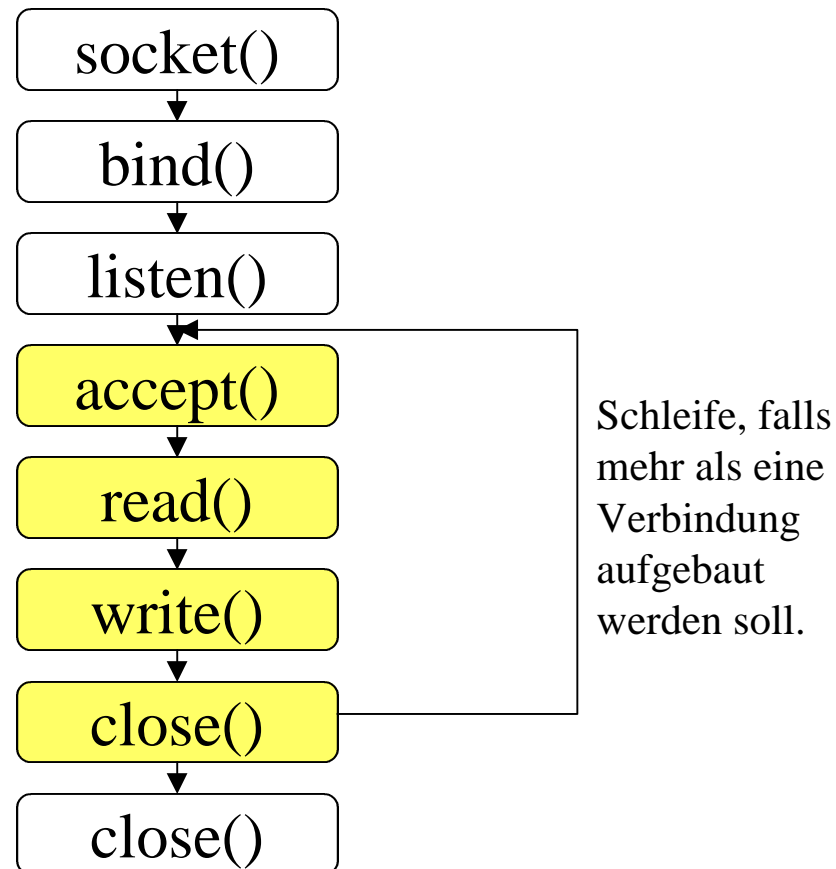 socket()
bind()
listen()
accept()
read()
write()
close()
close()
Schleife, falls
mehr als eine
Verbindung
aufgebaut
werden soll.